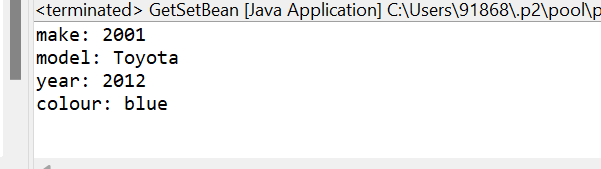 <terminated> GetSetBean [Java Application] C:\Users\91868\.p2\pool\p
make: 2001
model: Toyota
year: 2012
colour: blue